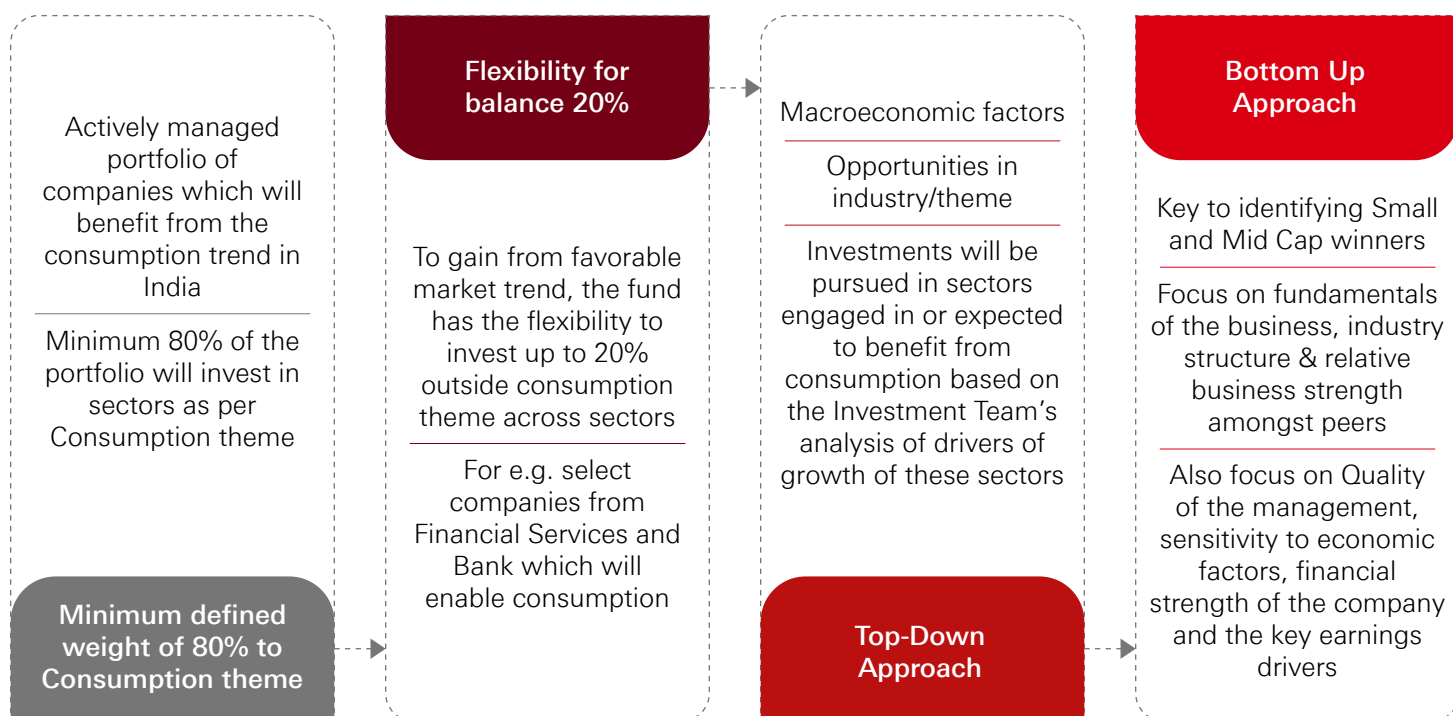 Actively managed
portfolio of
companies which will
benefit from the
consumption trend in
India
Minimum 80% of the
portfolio will invest in
sectors as per
Consumption theme
Minimum defined
weight of 80% to
Consumption theme
Flexibility for
balance 20%
To gain from favorable
market trend, the fund
has the flexibility to
invest up to 20%
outside consumption
theme across sectors
For e.g. select
companies from
Financial Services and
Bank which will
enable consumption
Macroeconomic factors
Opportunities in
industry/theme
Investments will be
pursued in sectors
engaged in or expected
to benefit from
consumption based on
the Investment Team’s
analysis of drivers of
growth of these sectors
Top-Down
Approach
Bottom Up
Approach
Key to identifying Small
and Mid Cap winners
Focus on fundamentals
of the business, industry
structure & relative
business strength
amongst peers
Also focus on Quality
of the management,
sensitivity to economic
factors, financial
strength of the company
and the key earnings
drivers